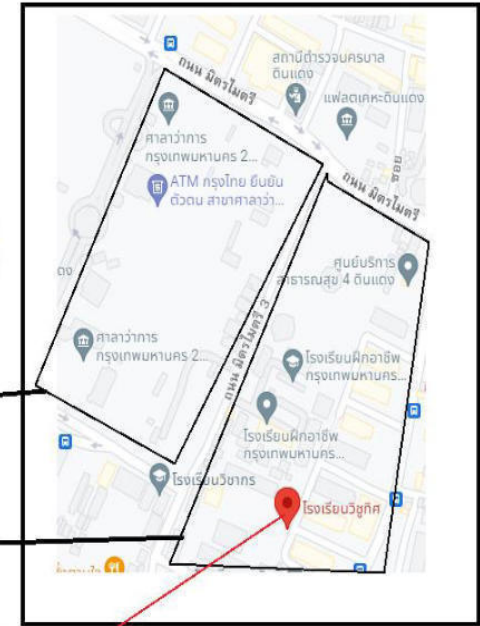 ถนน มิตรไมตรี
สถานีตำรวจนครบาล
ดินแดง
แฟลตเคหะดินแดง
ศาลาว่าการ
กรุงเทพมหานคร 2...
ATM กรุงไทย ยืนยัน
ตัวตน สาขาศาลาว่า...
ซอย
ถนน มิตรไมตรี
ศูนย์บริการ
สาธารณสุข 4 ดินแดง
ดง
ถนน มิตรไมตรี 3
ศาลาว่าการ
กรุงเทพมหานคร 2...
โรงเรียนฝึกอาชีพ
กรุงเทพมหานคร...
โรงเรียนฝึกอาชีพ
กรุงเทพมหานคร...
โรงเรียนวิชากร
โรงเรียนวิชูทิศ